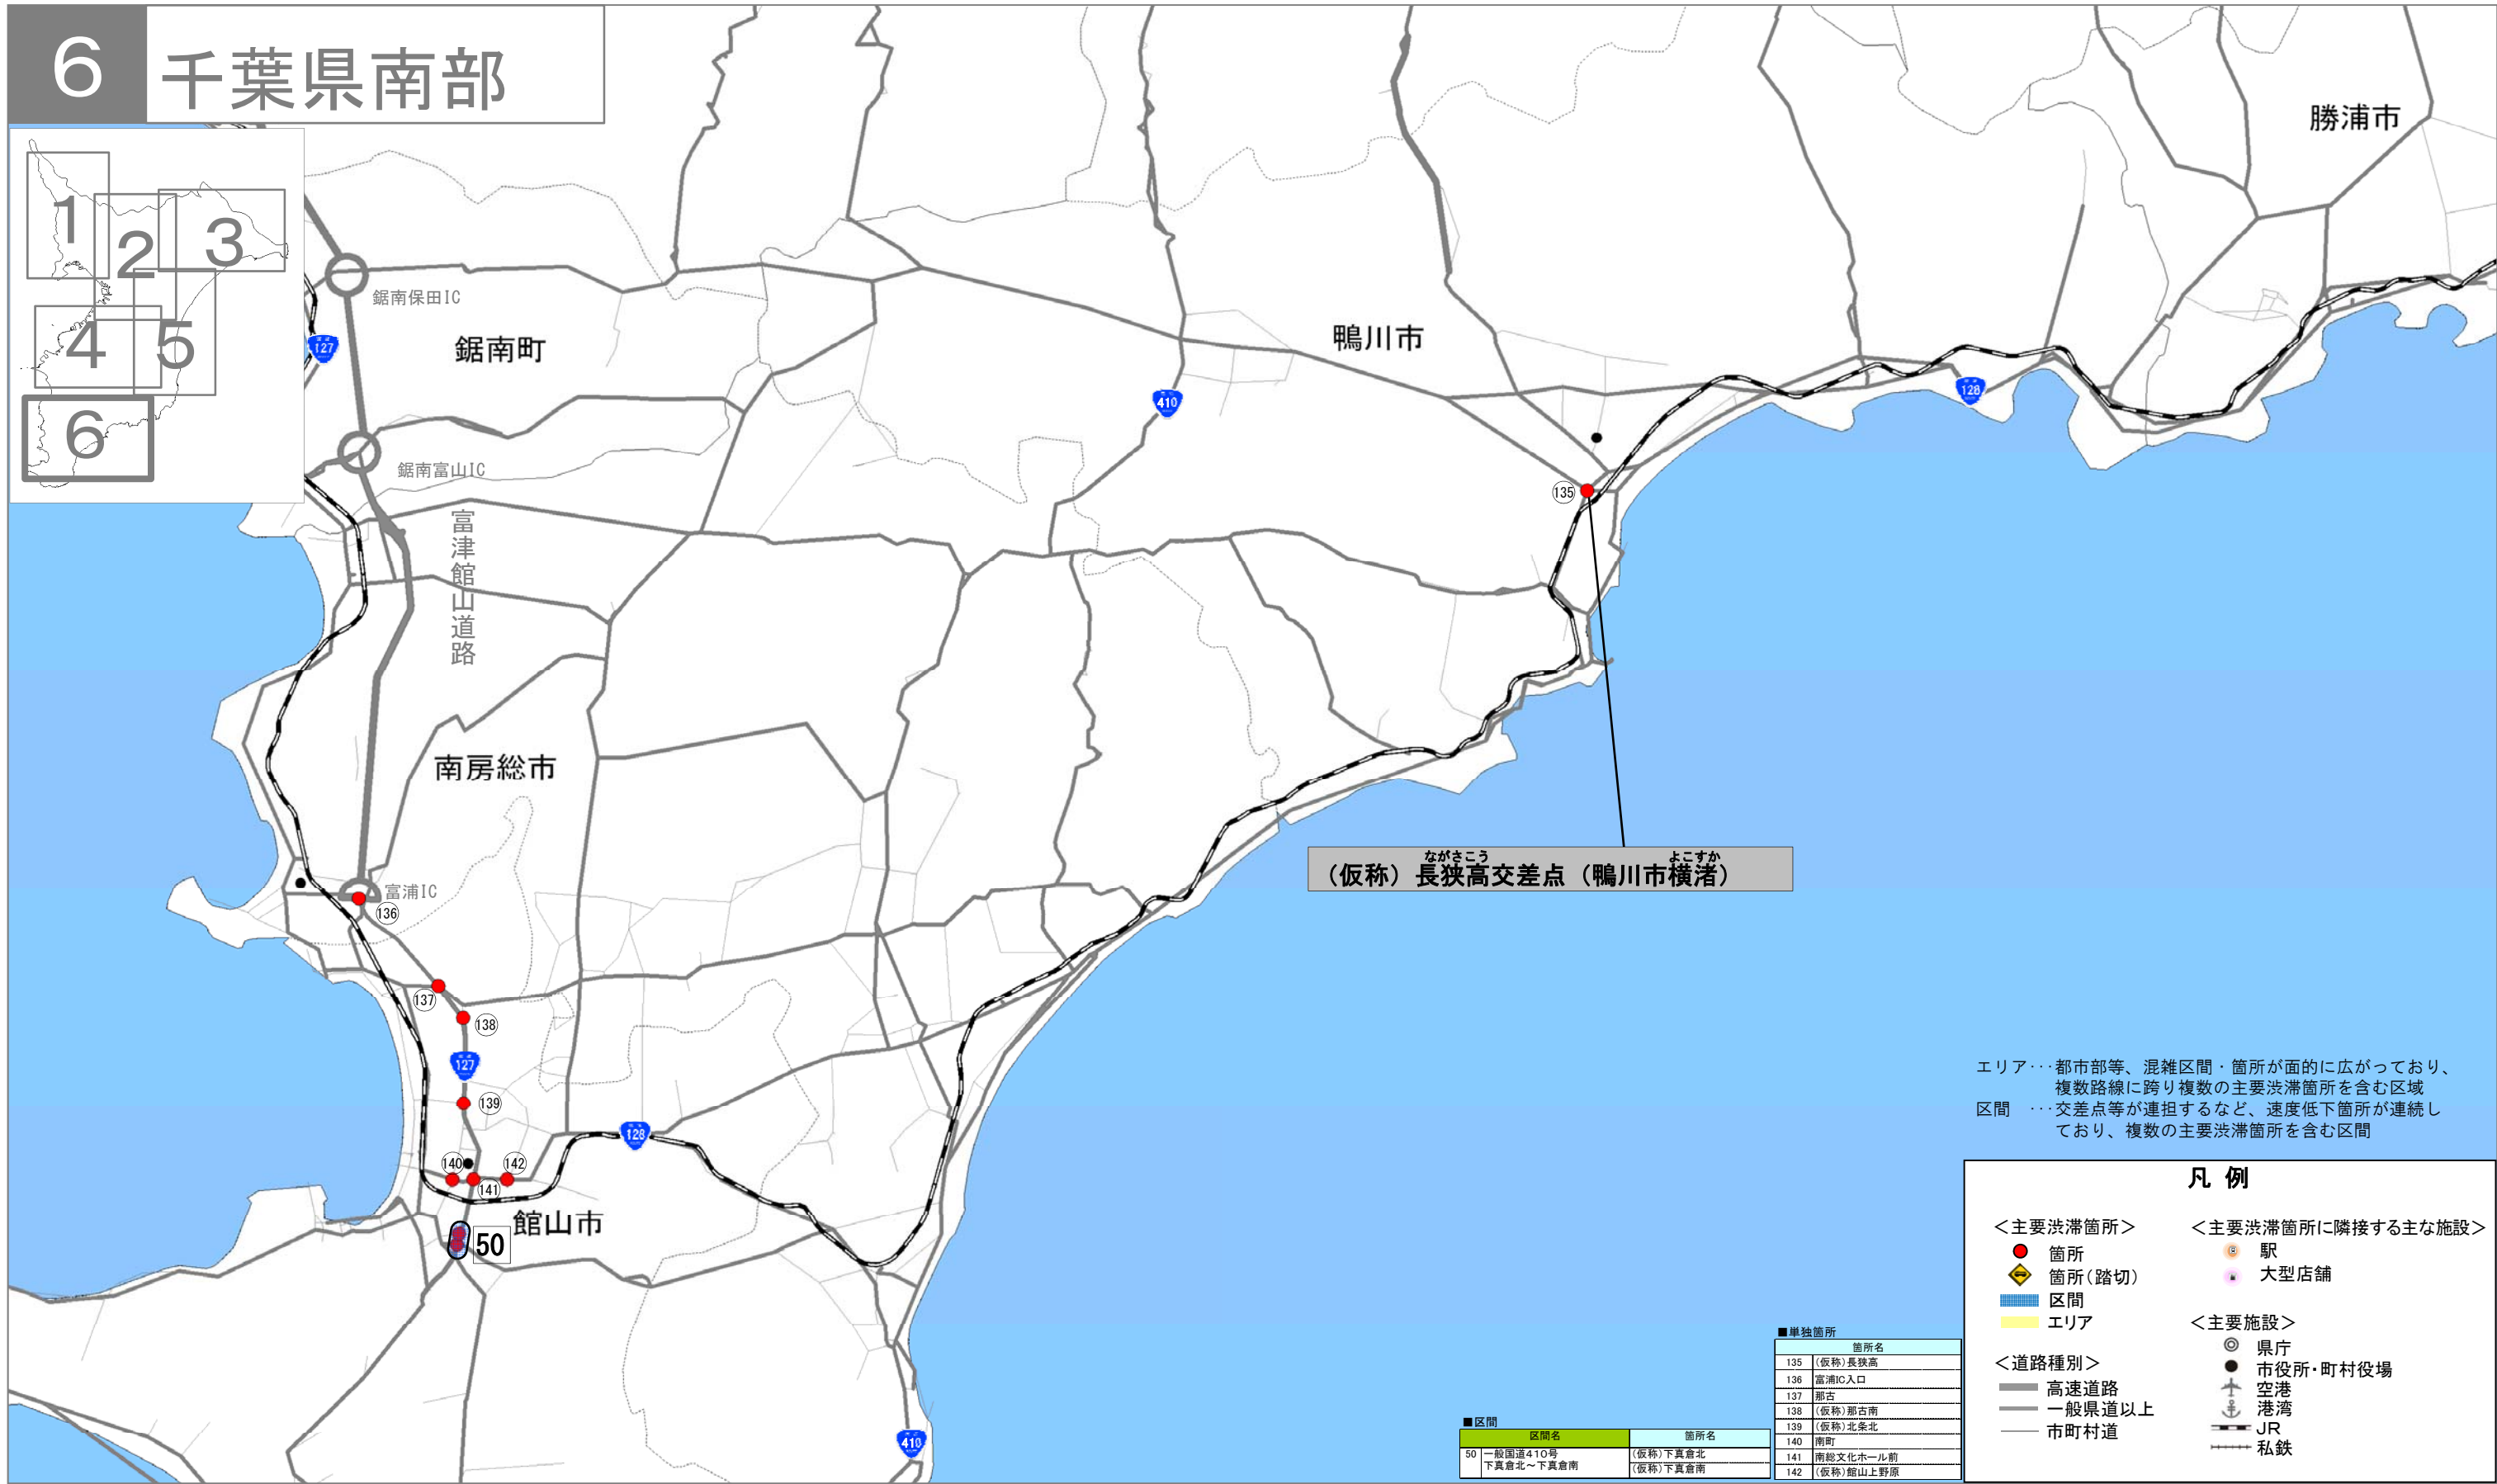 6 千葉県南部
1
2
3
4
5
6
勝浦市
鋸南保田IC
127
鋸南町
鴨川市
410
128
鋸南富山IC
135
富津館山道路
南房総市
ながさこう よこすか
(仮称)長狭高交差点(鴨川市横渚)
富浦IC
136
137
138
127
139
128
140
142
141
館山市
50
410
エリア･･･都市部等、混雑区間・箇所が面的に広がっており、
複数路線に跨り複数の主要渋滞箇所を含む区域
区間 ･･･交差点等が連担するなど、速度低下箇所が連続し
ており、複数の主要渋滞箇所を含む区間
凡 例
<主要渋滞箇所>
箇所
箇所(踏切)
区間
エリア
<道路種別>
高速道路
一般県道以上
市町村道
<主要渋滞箇所に隣接する主な施設>
駅
大型店舗
<主要施設>
県庁
市役所・町村役場
空港
港湾
JR
私鉄
■区間
区間名 箇所名
50 一般国道410号 (仮称)下真倉北
下真倉北~下真倉南 (仮称)下真倉南
■単独箇所
箇所名
135 (仮称)長狭高
136 富浦IC入口
137 那古
138 (仮称)那古南
139 (仮称)北条北
140 南町
141 南総文化ホール前
142 (仮称)館山上野原